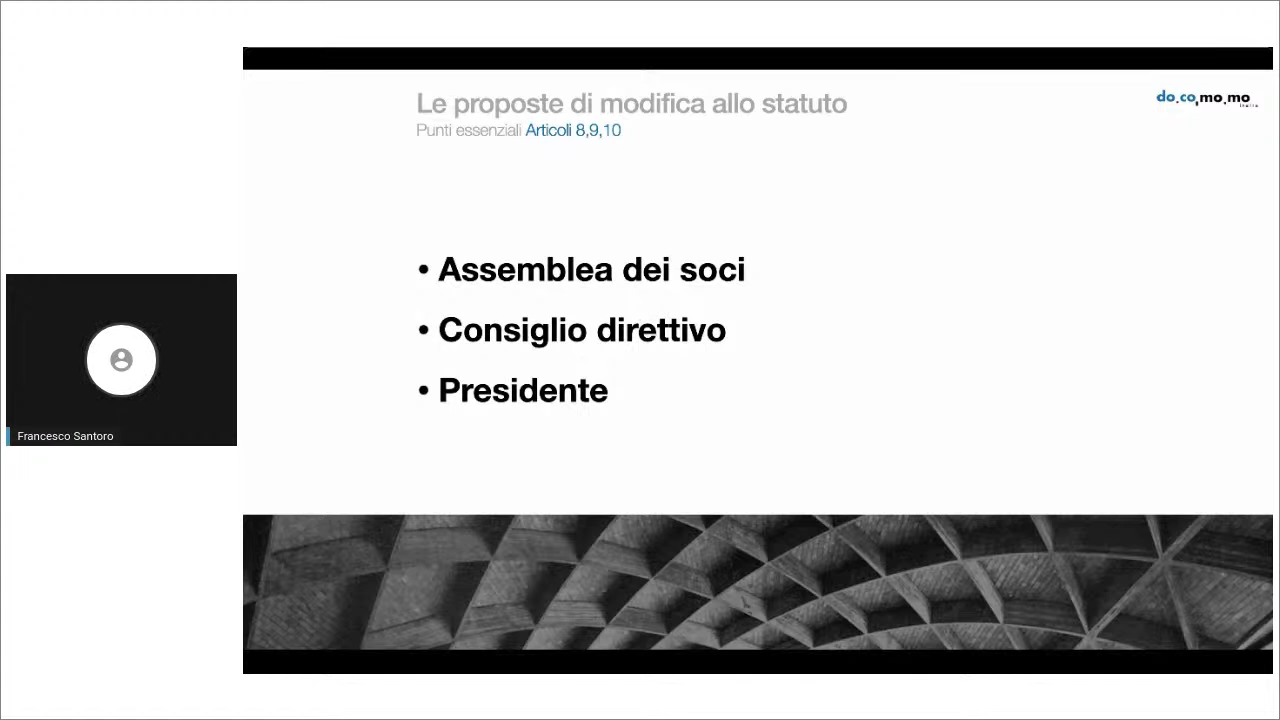 Le proposte di modifica allo statuto
Punti essenziali Articoli 8,9,10
do.co,mo.mo
italia
• Assemblea dei soci
• Consiglio direttivo
• Presidente
Francesco Santoro